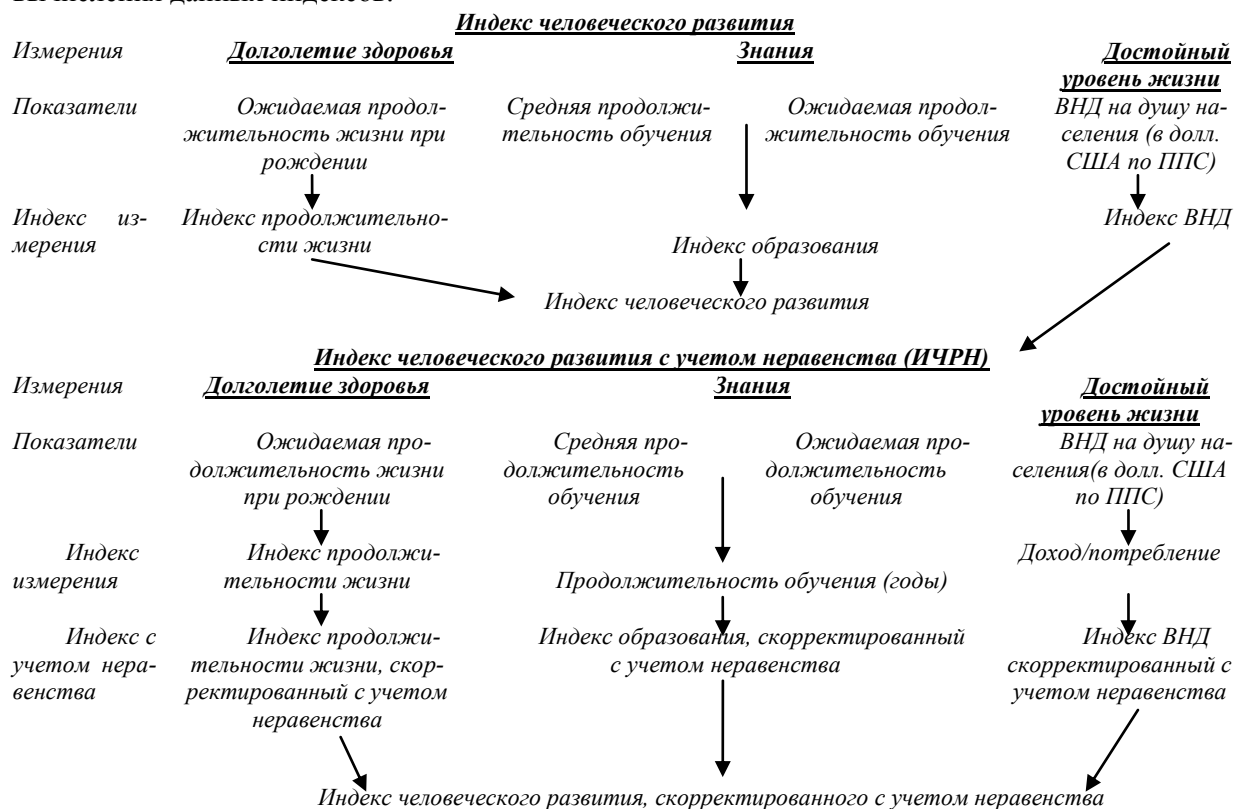 Индекс человеческого развития
Измерения Долголетие здоровья Знания Достойный
уровень жизни
Показатели Ожидаемая продол- Средняя продолжи- Ожидаемая продол- ВНД на душу на-
жительность жизни при тельность обучения жительность обучения селения (в долл.
рождении США по ППС)
Индекс из- Индекс продолжительно- Индекс ВНД
мерения сти жизни Индекс образования
Индекс человеческого развития
Индекс человеческого развития с учетом неравенства (ИЧРН)
Измерения Долголетие здоровья Знания Достойный
уровень жизни
Показатели Ожидаемая про- Средняя про- Ожидаемая про- ВНД на душу на-
должительность жизни должительность должительность селения(в долл. США
при рождении обучения обучения по ППС)
Индекс Индекс продолжи- Доход/потребление
измерения тельности жизни Продолжительность обучения (годы)
Индекс с Индекс продолжи- Индекс образования, скорректированный Индекс ВНД
учетом нера- тельности жизни, скор- с учетом неравенства скорректированный с
венства ректированный с учетом учетом неравенства
неравенства
Индекс человеческого развития, скорректированного с учетом неравенства